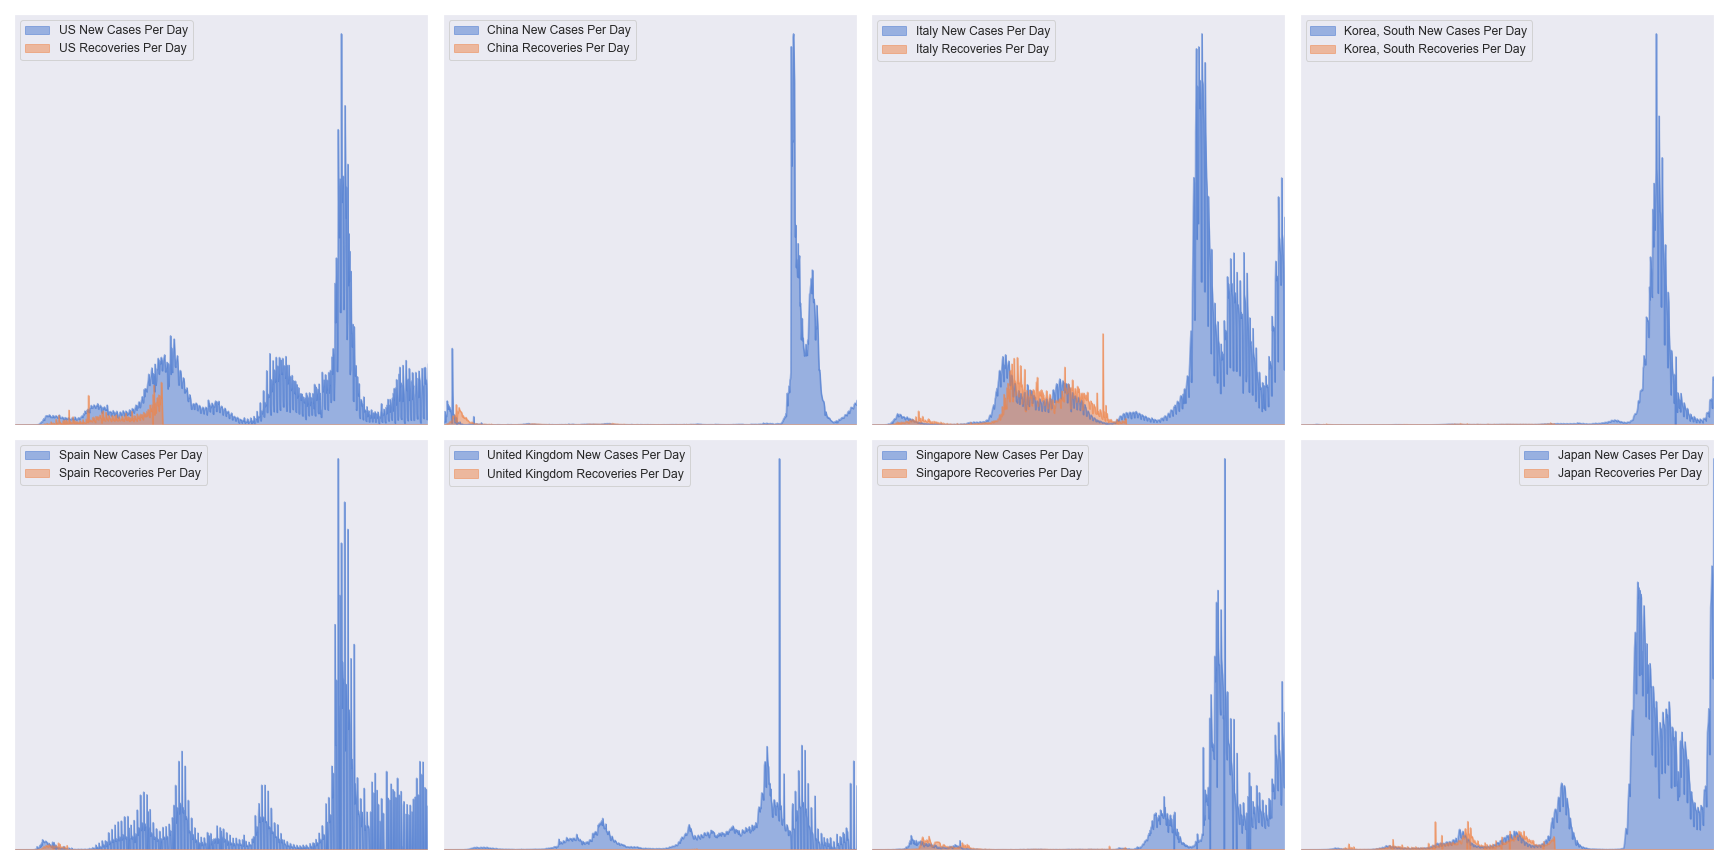 US New Cases Per Day
US Recoveries Per Day
China New Cases Per Day
China Recoveries Per Day
Italy New Cases Per Day
Italy Recoveries Per Day
Korea, South New Cases Per Day
Korea, South Recoveries Per Day
Spain New Cases Per Day
Spain Recoveries Per Day
United Kingdom New Cases Per Day
United Kingdom Recoveries Per Day
Singapore New Cases Per Day
Singapore Recoveries Per Day
Japan New Cases Per Day
Japan Recoveries Per Day